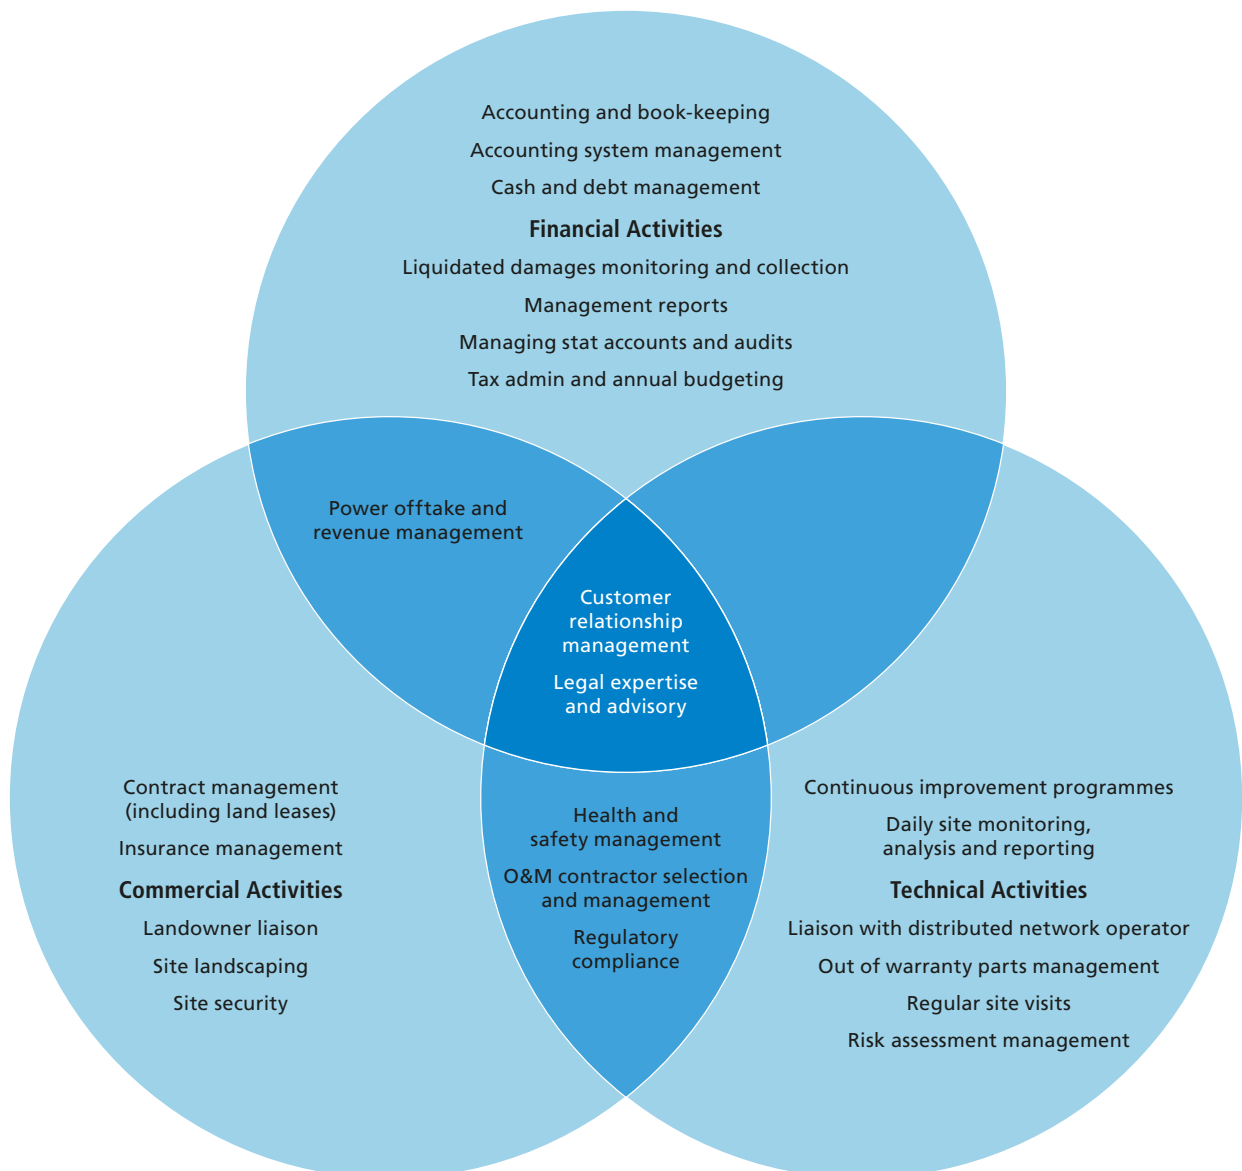 Accounting and book-keeping
Accounting system management
Cash and debt management
Financial Activities
Liquidated damages monitoring and collection
Management reports
Managing stat accounts and audits
Tax admin and annual budgeting
Power offtake and
revenue management
Customer
relationship
management
Legal expertise
and advisory
Contract management
(including land leases)
Insurance management
Commercial Activities
Landowner liaison
Site landscaping
Site security
Health and
safety management
O&M contractor selection
and management
Regulatory
compliance
Continuous improvement programmes
Daily site monitoring,
analysis and reporting
Technical Activities
Liaison with distributed network operator
Out of warranty parts management
Regular site visits
Risk assessment management